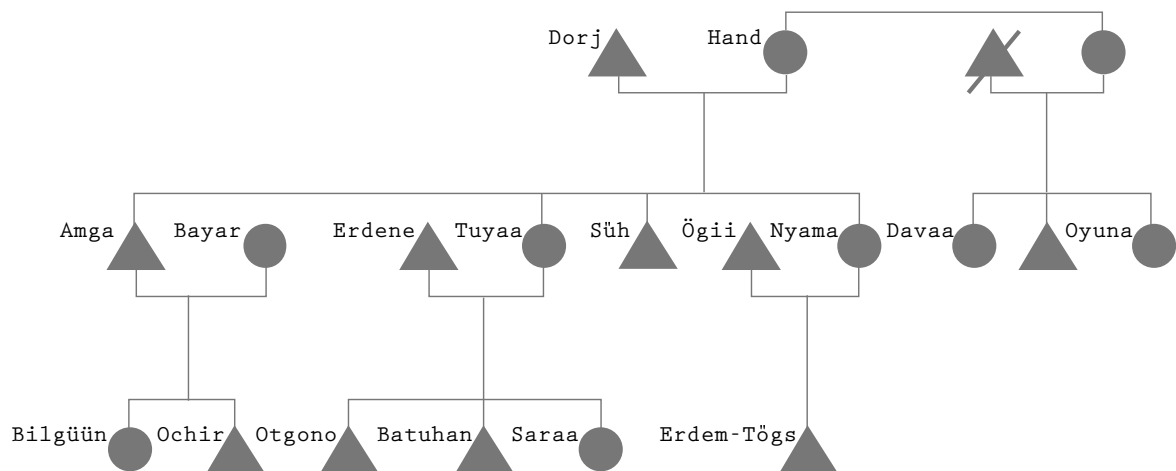 Dorj Hand
Amga Bayar Erdene Tuyaa Süh Ögii Nyama Davaa Oyuna
Bilgüün Ochir Otgono Batuhan Saraa Erdem-Tögs